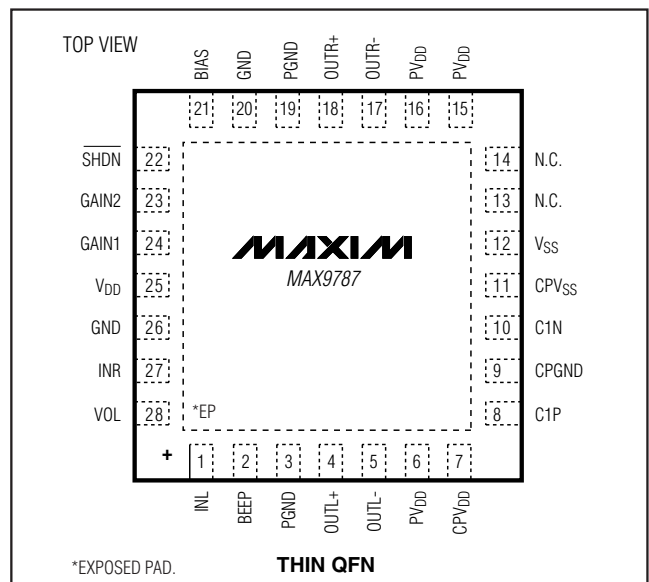 TOP VIEW
BIAS
GND
PGND
OUTR+
OUTR-
PVDD
PVDD
21
20
19
18
17
16
15
SHDN 22
GAIN2 23
GAIN1 24
VDD 25
GND 26
INR 27
VOL 28
14 N.C.
13 N.C.
12 VSS
11 CPVSS
10 C1N
9 CPGND
8 C1P
MAXIM
MAX9787
*EP
+
1
2
3
4
5
6
7
INL
BEEP
PGND
OUTL+
OUTL-
PVDD
CPVDD
*EXPOSED PAD.
THIN QFN